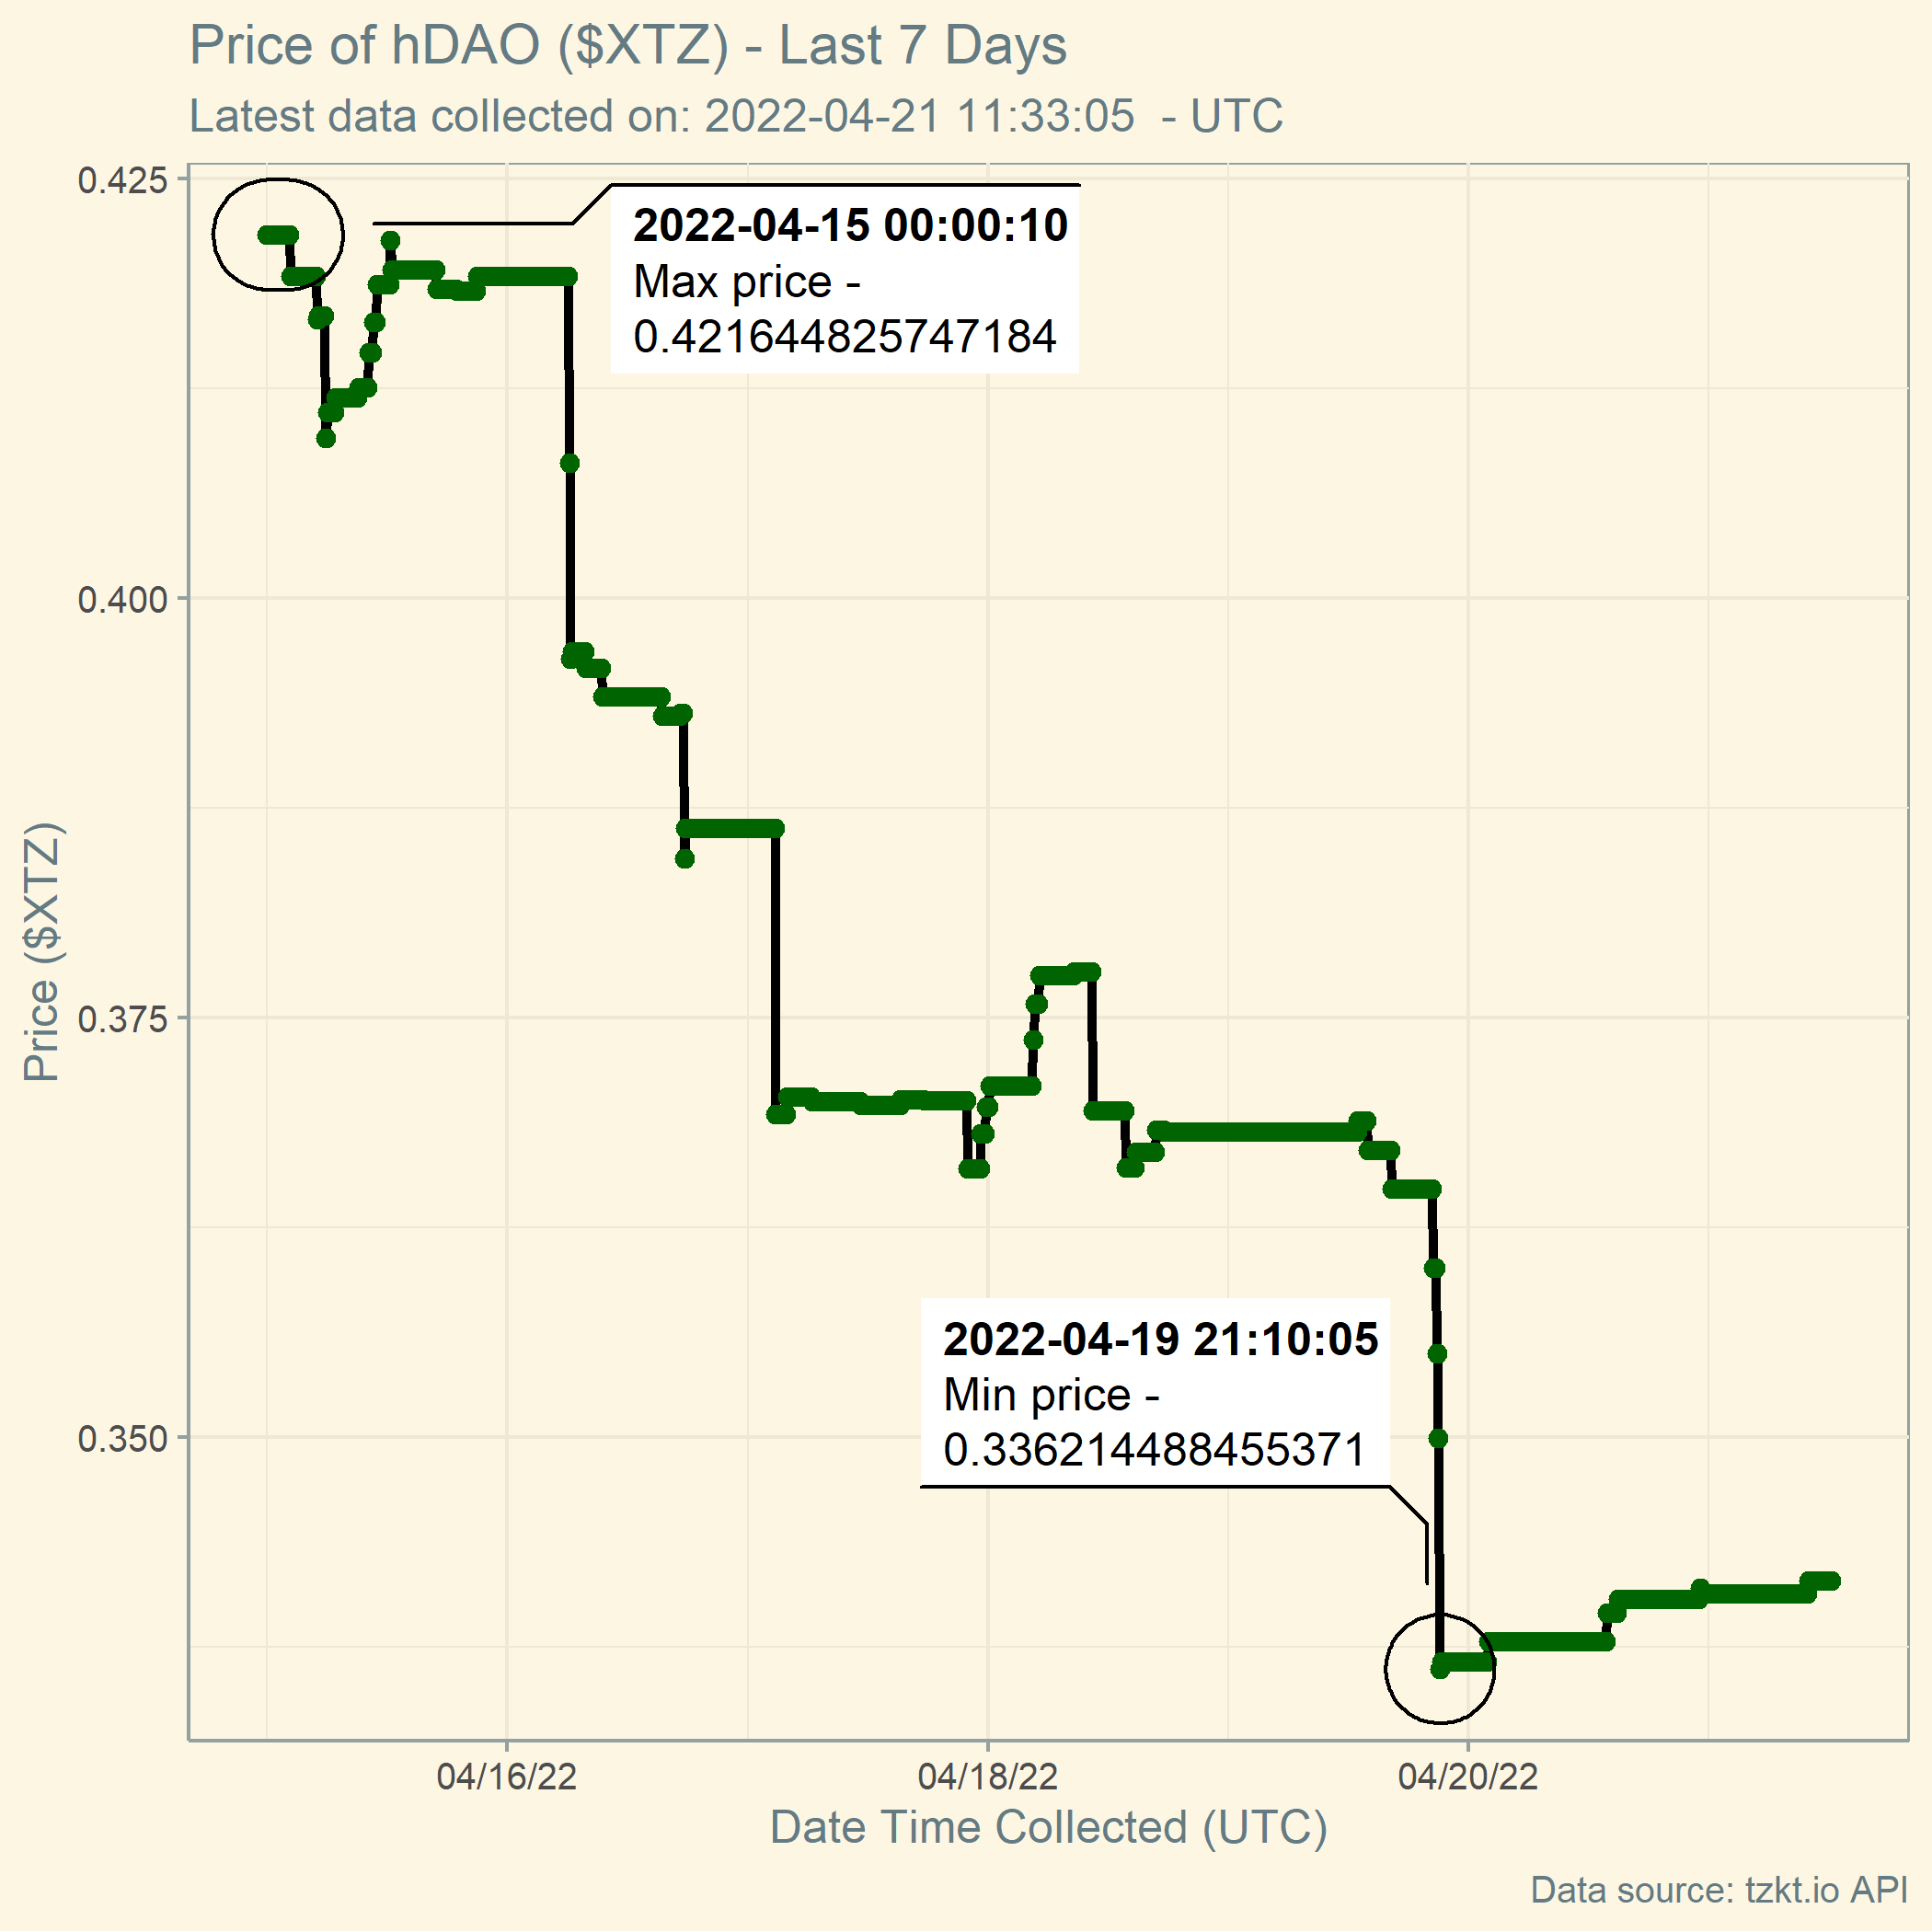 Price of hDAO ($XTZ) - Last 7 Days
Latest data collected on: 2022-04-21 11:33:05  - UTC
0.425
0.400
0.375
0.350
Price ($XTZ)
2022-04-15 00:00:10
Max price -
0.421644825747184
2022-04-19 21:10:05
Min price -
0.336214488455371
04/16/22
04/18/22
04/20/22
Date Time Collected (UTC)
Data source: tzkt.io API